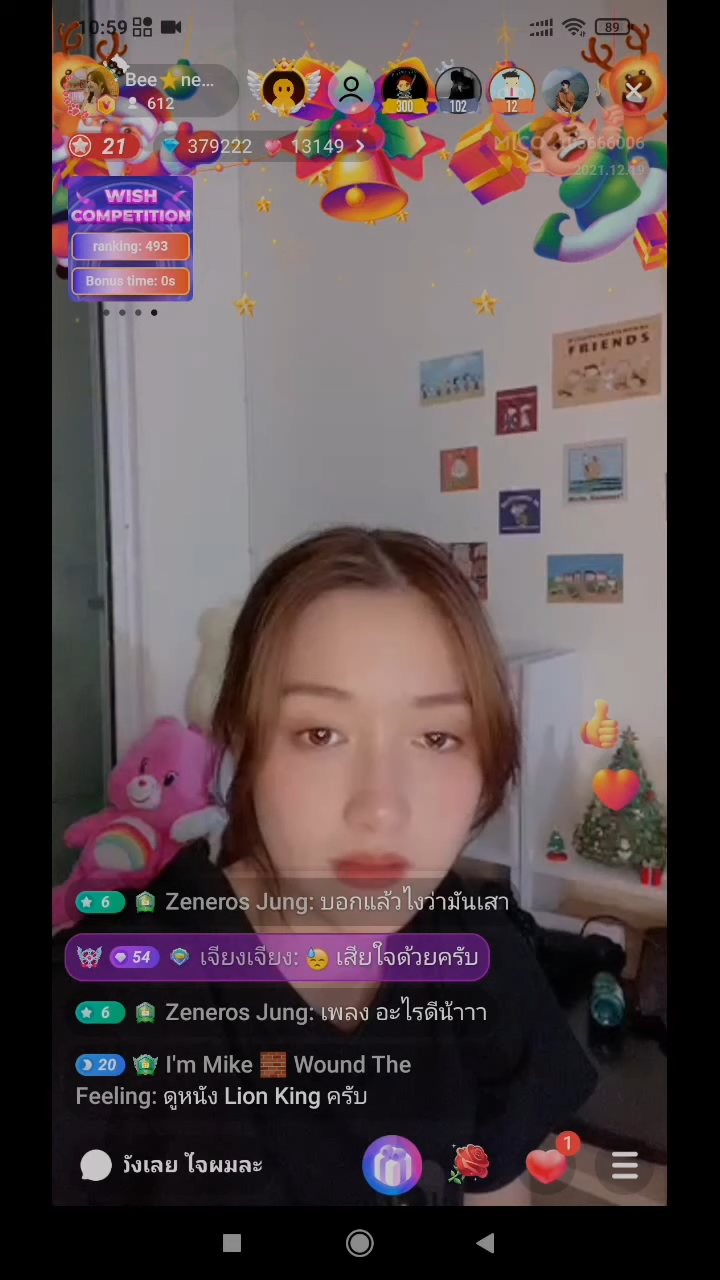 10:59
89
Bee⭐ne...
612
300
102
12
21
379222
13149
MICO
2021.12.19
WISH
COMPETITION
ranking: 493
Bonus time: 0s
FRIENDS
6 Zeneros Jung: บอกแล้วไงว่ามันเสา
54 เจียงเจียง: 😓 เสียใจด้วยครับ
6 Zeneros Jung: เพลง อะไรดีน้าาา
20 I'm Mike 🧱 Wound The
Feeling: ดูหนัง Lion King ครับ
วังเลย ไจผมละ
1